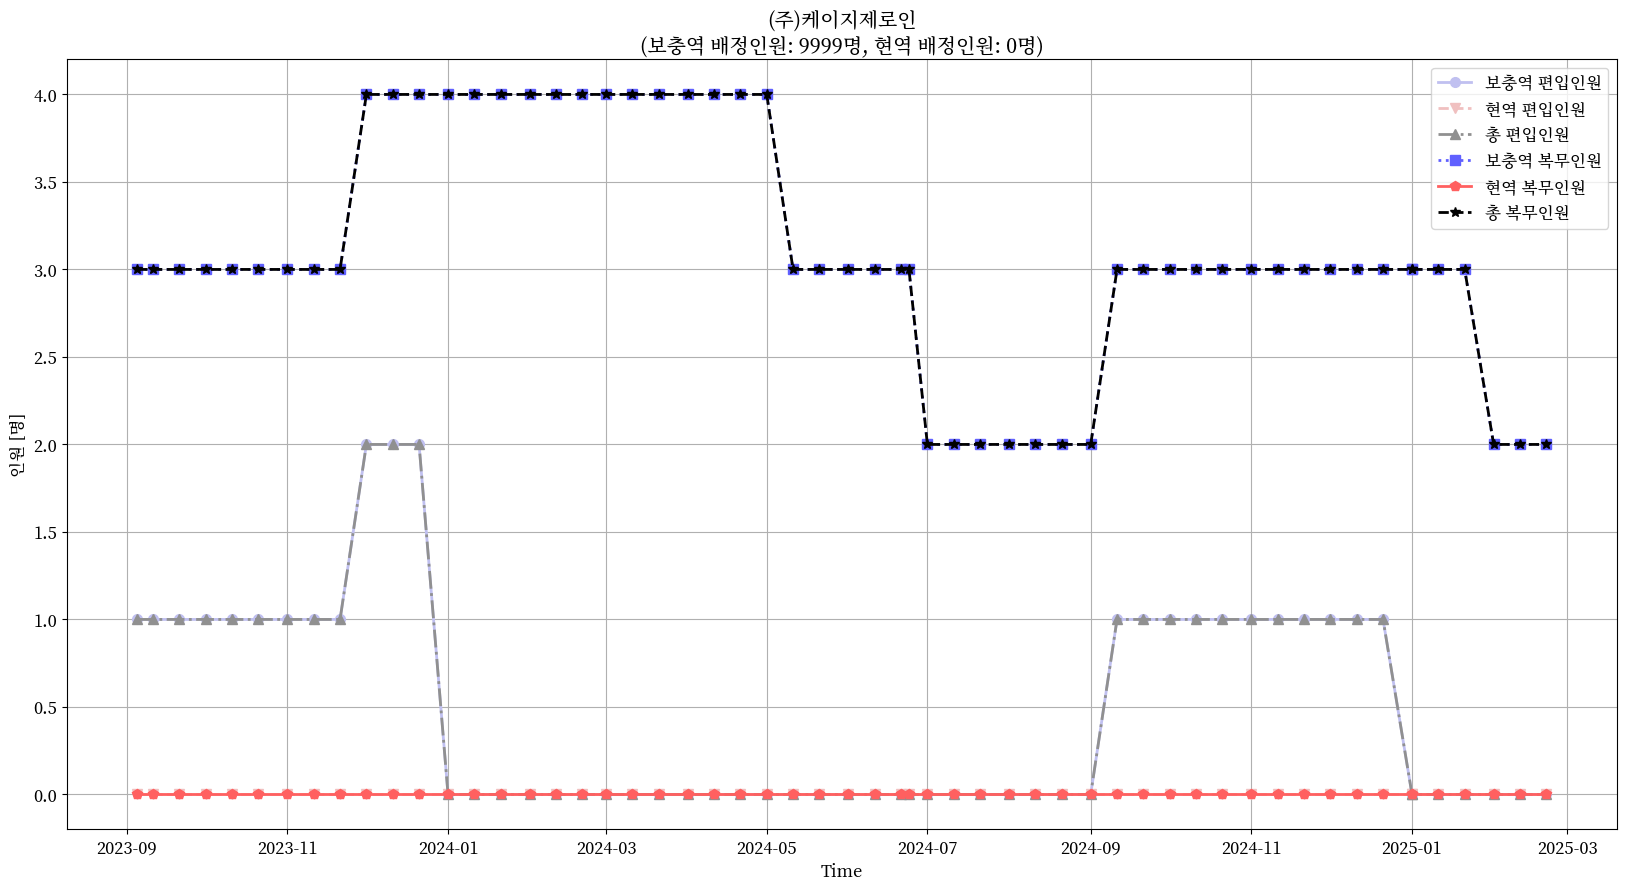 (주)케이지제로인
(보충역 배정인원: 9999명, 현역 배정인원: 0명)
보충역 편입인원
현역 편입인원
총 편입인원
보충역 복무인원
현역 복무인원
총 복무인원
인원 [명]
4.0
3.5
3.0
2.5
2.0
1.5
1.0
0.5
0.0
2023-09 2023-11 2024-01 2024-03 2024-05 2024-07 2024-09 2024-11 2025-01 2025-03
Time